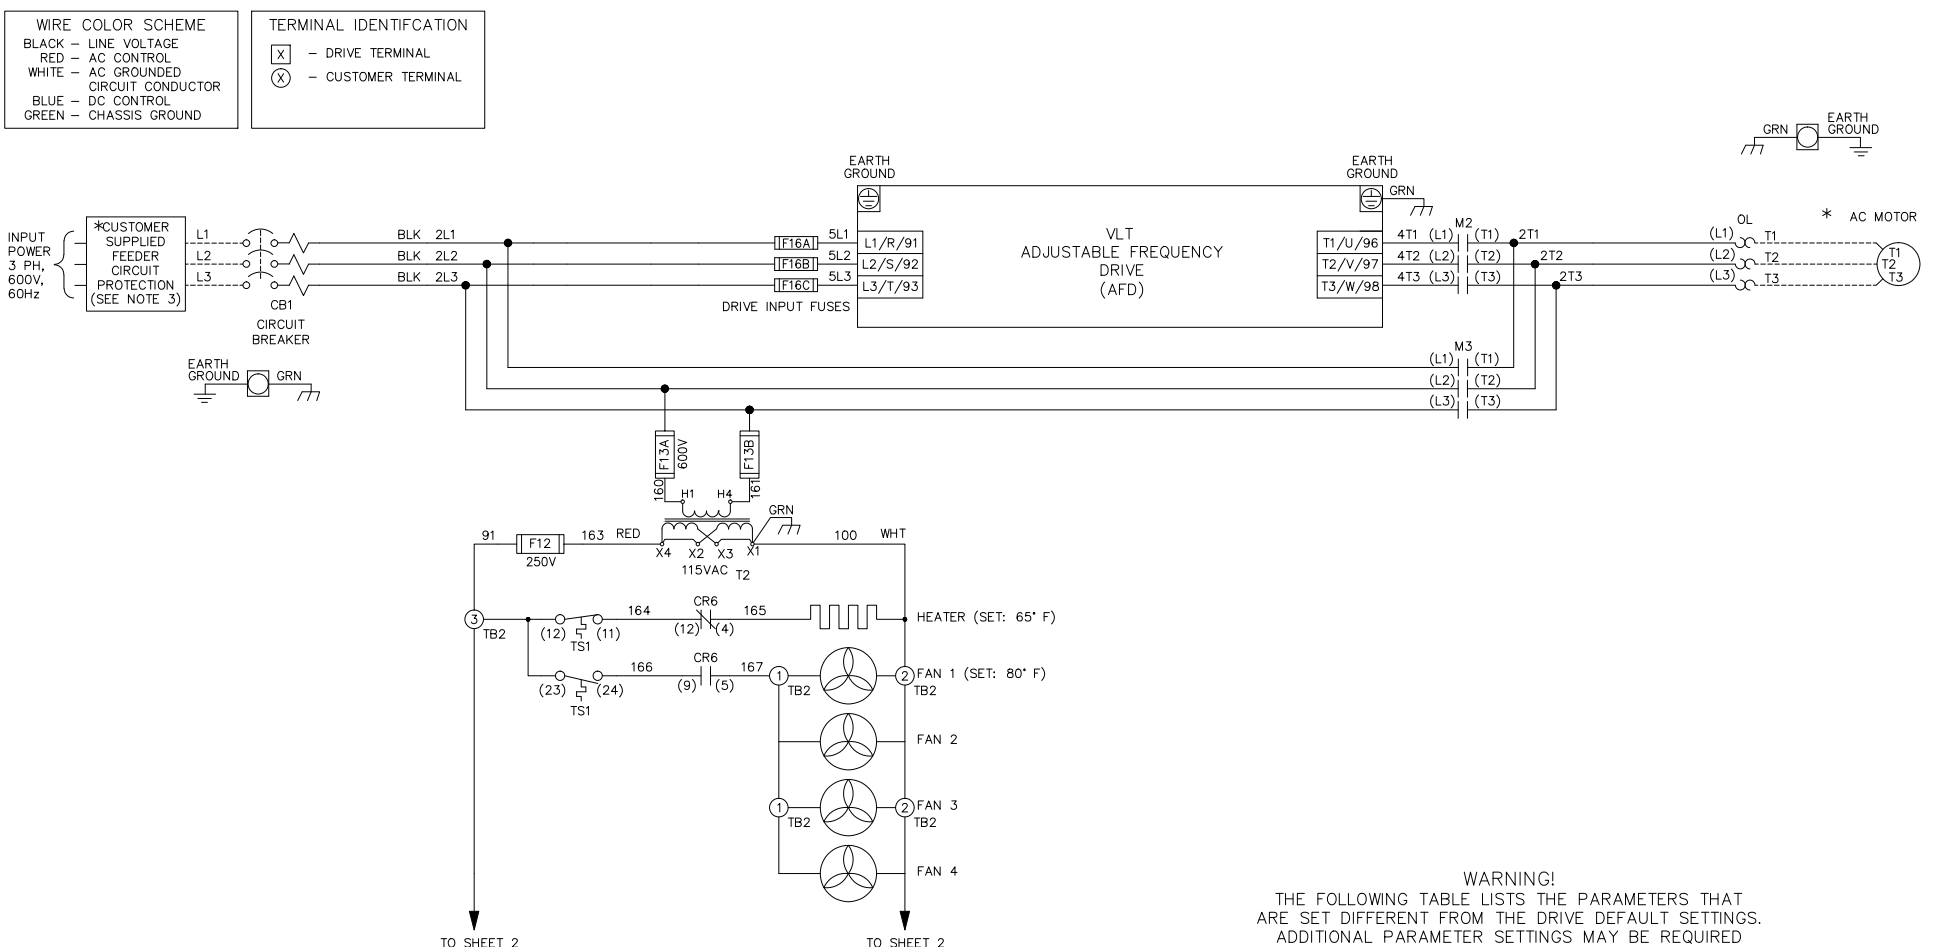 WIRE COLOR SCHEME
BLACK – LINE VOLTAGE
RED – AC CONTROL
WHITE – AC GROUNDED
CIRCUIT CONDUCTOR
BLUE – DC CONTROL
GREEN – CHASSIS GROUND
TERMINAL IDENTIFCATION
X – DRIVE TERMINAL
X – CUSTOMER TERMINAL
GRN
EARTH
GROUND
INPUT
POWER
3 PH,
600V,
60Hz
*CUSTOMER
SUPPLIED
FEEDER
CIRCUIT
PROTECTION
(SEE NOTE 3)
L1
L2
L3
CB1
CIRCUIT
BREAKER
EARTH
GROUND
GRN
BLK 2L1
BLK 2L2
BLK 2L3
F16A
F16B
F16C
5L1
5L2
5L3
DRIVE INPUT FUSES
EARTH
GROUND
L1/R/91
L2/S/92
L3/T/93
VLT
ADJUSTABLE FREQUENCY
DRIVE
(AFD)
EARTH
GROUND
GRN
T1/U/96
T2/V/97
T3/W/98
M2
4T1 (L1) (T1) 2T1
4T2 (L2) (T2) 2T2
4T3 (L3) (T3) 2T3
OL
(L1) T1
(L2) T2
(L3) T3
* AC MOTOR
T1
T2
T3
M3
(L1) (T1)
(L2) (T2)
(L3) (T3)
F13A
600V
F13B
160
161
H1 H4
GRN
91
F12
250V
163 RED
X4 X2 X3 X1
115VAC T2
100 WHT
3
TB2
(12) (11)
TS1
164
CR6
(12) (4)
165
HEATER (SET: 65° F)
(23) (24)
TS1
166
CR6
(9) (5)
167
1
TB2
2
TB2
FAN 1 (SET: 80° F)
FAN 2
1
TB2
2
TB2
FAN 3
FAN 4
TO SHEET 2
TO SHEET 2
WARNING!
THE FOLLOWING TABLE LISTS THE PARAMETERS THAT
ARE SET DIFFERENT FROM THE DRIVE DEFAULT SETTINGS.
ADDITIONAL PARAMETER SETTINGS MAY BE REQUIRED